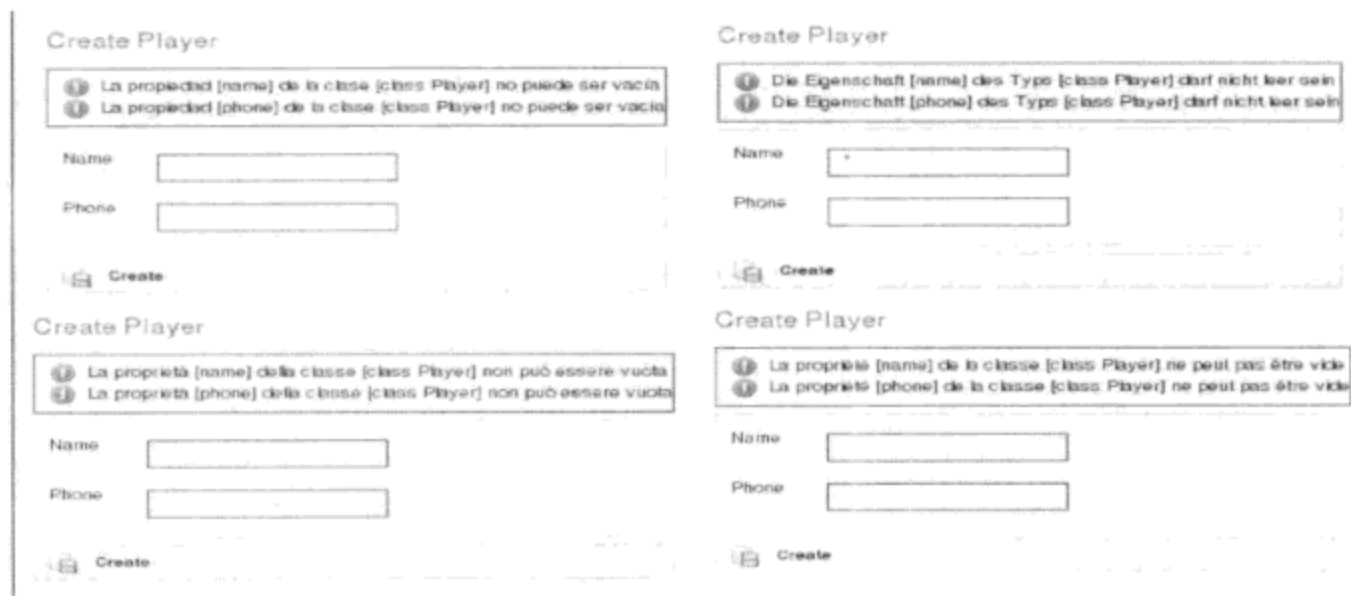 Create Player
La propiedad [name] de la clase [class Player] no puede ser vacía
La propiedad [phone] de la clase [class Player] no puede ser vacía
Name
Phone
Create
Create Player
Die Eigenschaft [name] des Typs [class Player] darf nicht leer sein
Die Eigenschaft [phone] des Typs [class Player] darf nicht leer sein
Name
Phone
Create
Create Player
La proprietà [name] della classe [class Player] non può essere vuota
La proprietà [phone] della classe [class Player] non può essere vuota
Name
Phone
Create
Create Player
La propriété [name] de la classe [class Player] ne peut pas être vide
La propriété [phone] de la classe [class Player] ne peut pas être vide
Name
Phone
Create